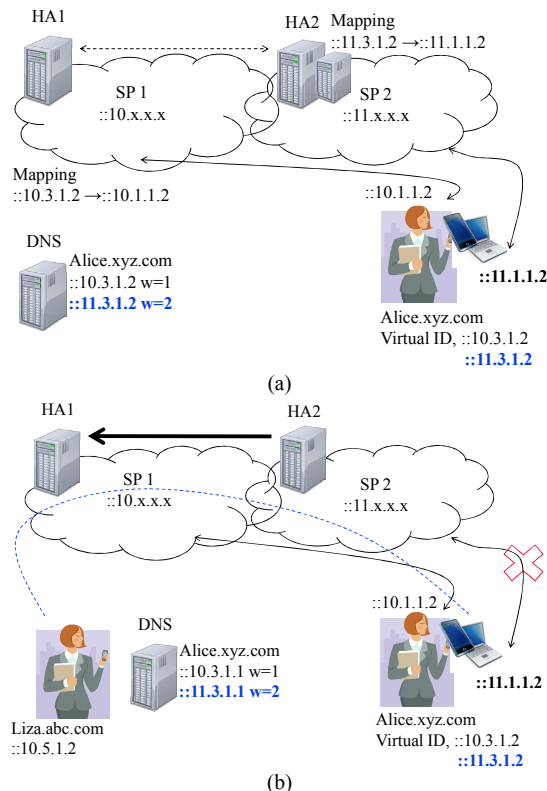 HA1
HA2
Mapping
::11.3.1.2 →::11.1.1.2
SP 1
::10.x.x.x
SP 2
::11.x.x.x
Mapping
::10.3.1.2 →::10.1.1.2
::10.1.1.2
DNS
Alice.xyz.com
::10.3.1.2 w=1
::11.3.1.2 w=2
::11.1.1.2
Alice.xyz.com
Virtual ID, ::10.3.1.2
::11.3.1.2
(a)
HA1
HA2
SP 1
::10.x.x.x
SP 2
::11.x.x.x
::10.1.1.2
DNS
Alice.xyz.com
::10.3.1.1 w=1
::11.3.1.1 w=2
::11.1.1.2
Liza.abc.com
::10.5.1.2
Alice.xyz.com
Virtual ID, ::10.3.1.2
::11.3.1.2
(b)